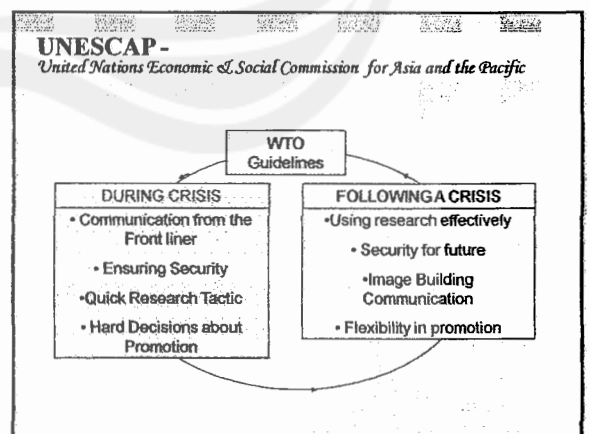 UNESCAP -
United Nations Economic & Social Commission for Asia and the Pacific
WTO
Guidelines
DURING CRISIS
• Communication from the
Front liner
• Ensuring Security
•Quick Research Tactic
• Hard Decisions about
Promotion
FOLLOWING A CRISIS
•Using research effectively
• Security for future
•Image Building
Communication
• Flexibility in promotion